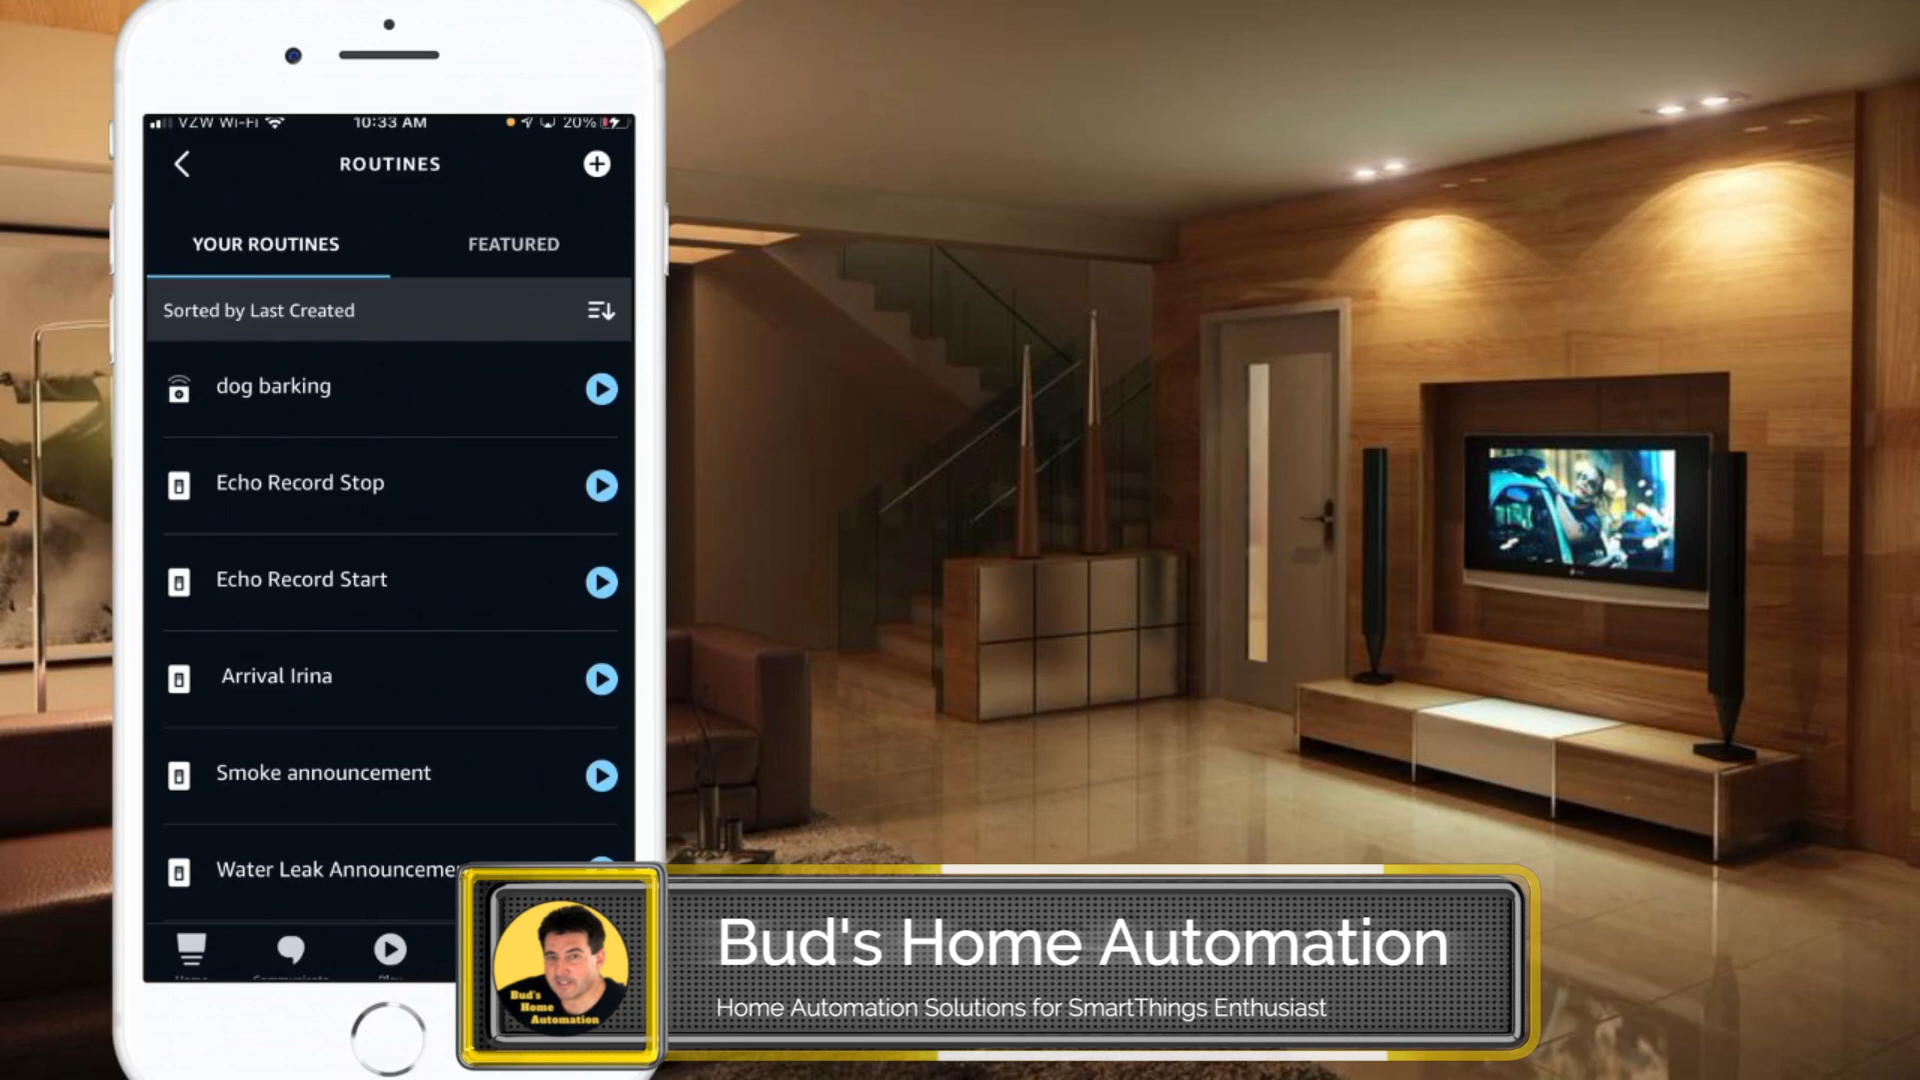 VZW Wi-Fi 10:33 AM 20%
ROUTINES
YOUR ROUTINES FEATURED
Sorted by Last Created
dog barking
Echo Record Stop
Echo Record Start
Arrival Irina
Smoke announcement
Water Leak Announcemen
Bud's Home Automation
Home Automation Solutions for SmartThings Enthusiast
Bud's
Home
Automation